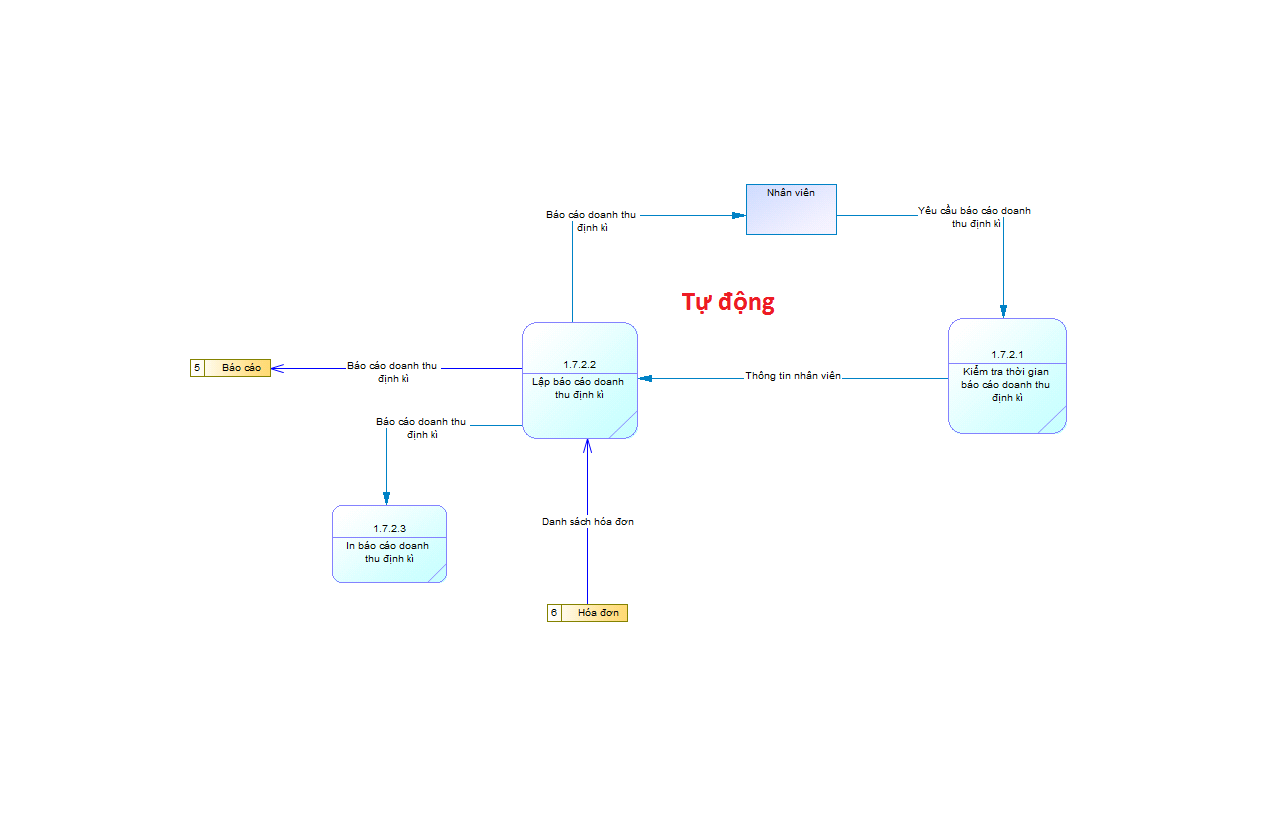 Nhân viên
Báo cáo doanh thu
định kì
Yêu cầu báo cáo doanh
thu định kì
Tự động
1.7.2.2
Lập báo cáo doanh
thu định kì
1.7.2.1
Kiểm tra thời gian
báo cáo doanh thu
định kì
5 Báo cáo
Báo cáo doanh thu
định kì
Thông tin nhân viên
Báo cáo doanh thu
định kì
1.7.2.3
In báo cáo doanh
thu định kì
Danh sách hóa đơn
6 Hóa đơn